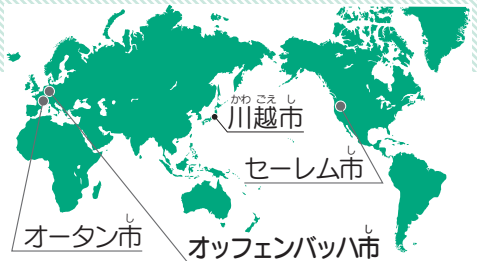 かわ ごえ し
川越市
し
セーレム市
し
オータン市
し
オッフェンバッハ市